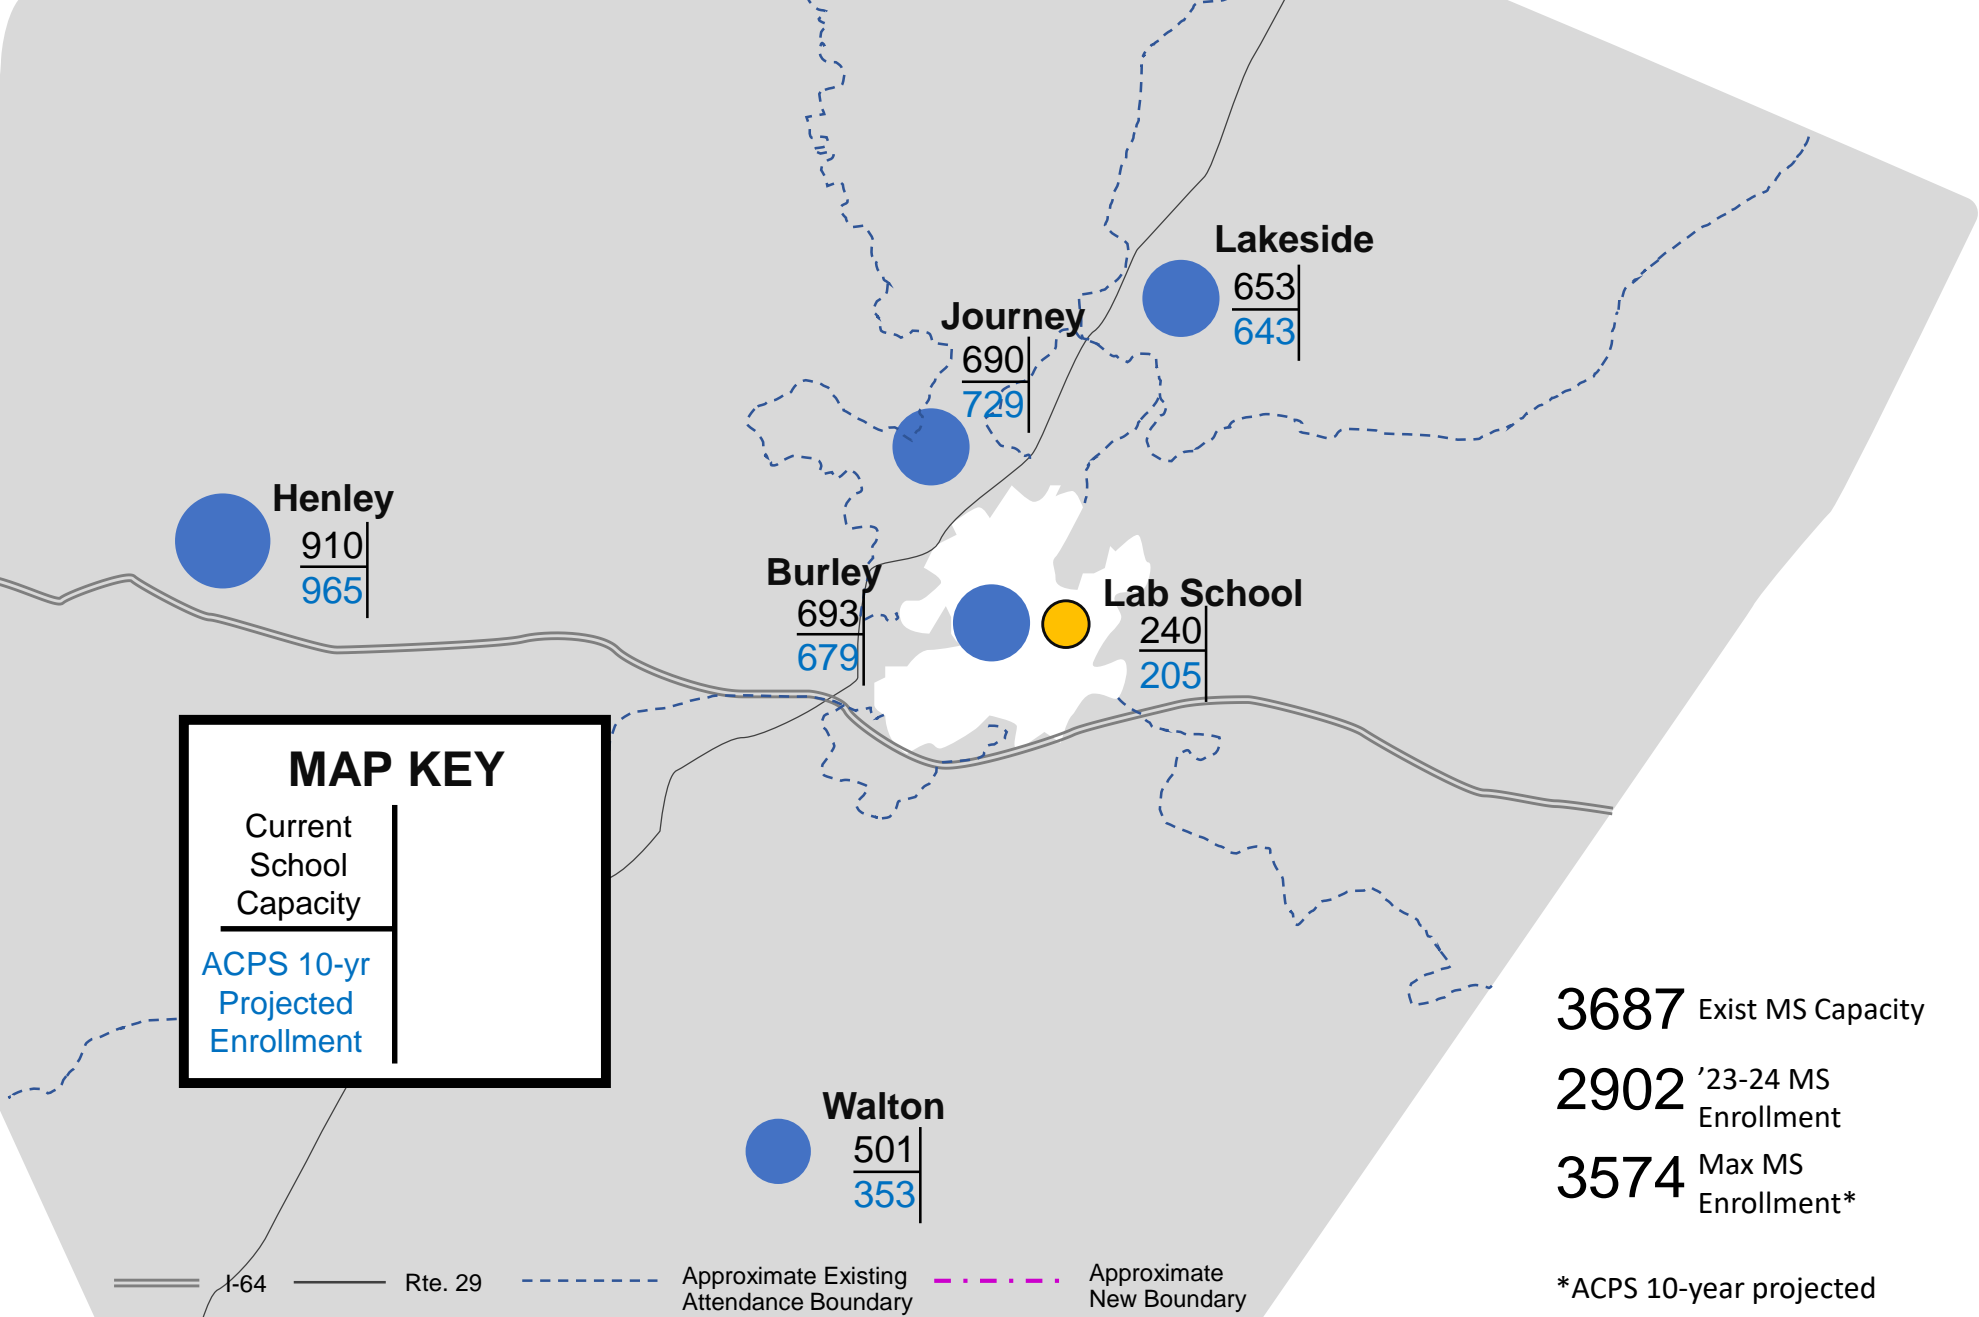 Lakeside
653
643
Journey
690
729
Henley
910
965
Burley
693
679
Lab School
240
205
MAP KEY
Current
School
Capacity
ACPS 10-yr
Projected
Enrollment
Walton
501
353
3687 Exist MS Capacity
2902 ’23-24 MS
Enrollment
3574 Max MS
Enrollment*
*ACPS 10-year projected
I-64
Rte. 29
Approximate Existing
Attendance Boundary
Approximate
New Boundary